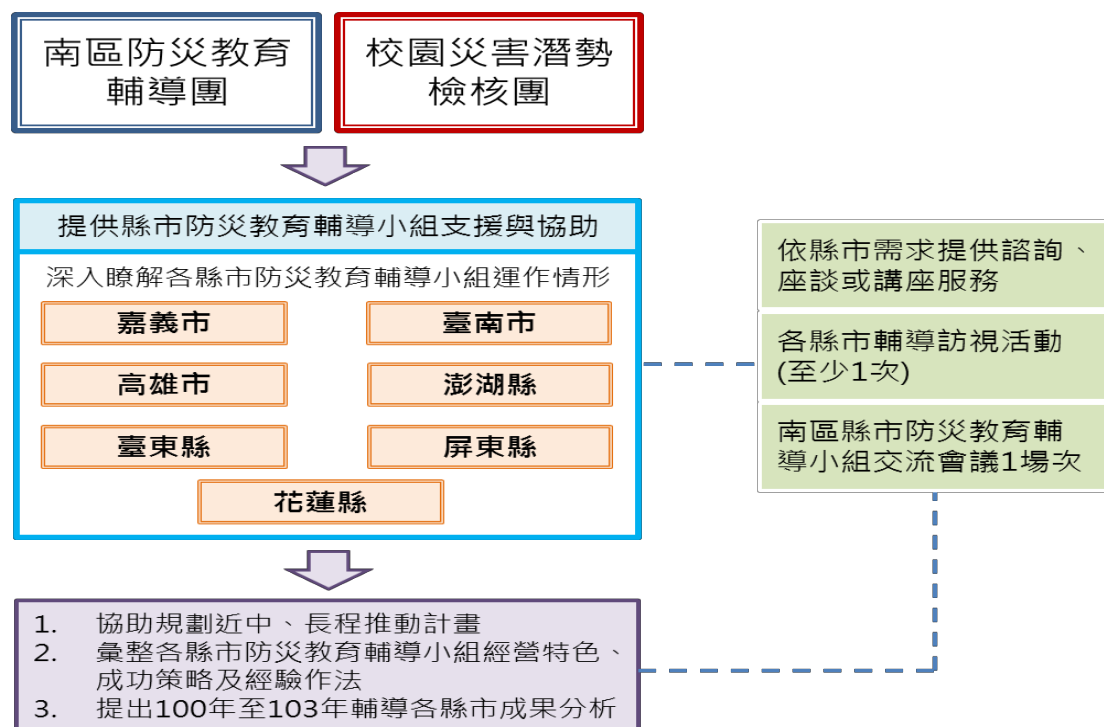 南區防災教育
輔導團
校園災害潛勢
檢核團
提供縣市防災教育輔導小組支援與協助
深入瞭解各縣市防災教育輔導小組運作情形
嘉義市
臺南市
高雄市
澎湖縣
臺東縣
屏東縣
花蓮縣
依縣市需求提供諮詢、
座談或講座服務
各縣市輔導訪視活動
(至少1次)
南區縣市防災教育輔
導小組交流會議1場次
1. 協助規劃近中、長程推動計畫
2. 彙整各縣市防災教育輔導小組經營特色、
成功策略及經驗作法
3. 提出100年至103年輔導各縣市成果分析